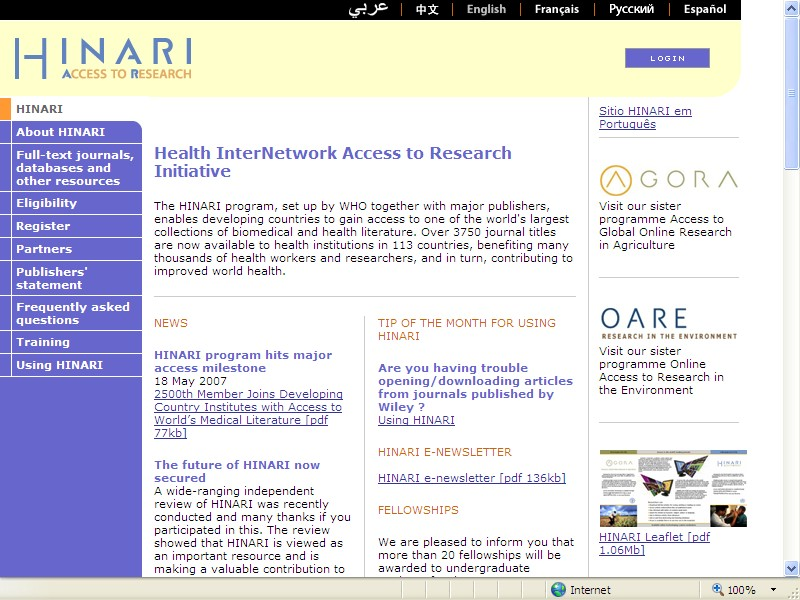 عربي
中文
English
Français
Русский
Español
HINARI
ACCESS TO RESEARCH
LOGIN
HINARI
About HINARI
Full-text journals,
databases and
other resources
Eligibility
Register
Partners
Publishers'
statement
Frequently asked
questions
Training
Using HINARI
Health InterNetwork Access to Research
Initiative
The HINARI program, set up by WHO together with major publishers,
enables developing countries to gain access to one of the world's largest
collections of biomedical and health literature. Over 3750 journal titles
are now available to health institutions in 113 countries, benefiting many
thousands of health workers and researchers, and in turn, contributing to
improved world health.
NEWS
HINARI program hits major
access milestone
18 May 2007
2500th Member Joins Developing
Country Institutes with Access to
World's Medical Literature [pdf
77kb]
The future of HINARI now
secured
A wide-ranging independent
review of HINARI was recently
conducted and many thanks if you
participated in this. The review
showed that HINARI is viewed as
an important resource and is
making a valuable contribution to
TIP OF THE MONTH FOR USING
HINARI
Are you having trouble
opening/downloading articles
from journals published by
Wiley ?
Using HINARI
HINARI E-NEWSLETTER
HINARI e-newsletter [pdf 136kb]
FELLOWSHIPS
We are pleased to inform you that
more than 20 fellowships will be
awarded to undergraduate
Sitio HINARI em
Português
AGORA
Visit our sister
programme Access to
Global Online Research
in Agriculture
OARE
RESEARCH IN THE ENVIRONMENT
Visit our sister
programme Online
Access to Research in
the Environment
AGORA
HINARI
HINARI Leaflet [pdf
1.06Mb]
Internet
100%